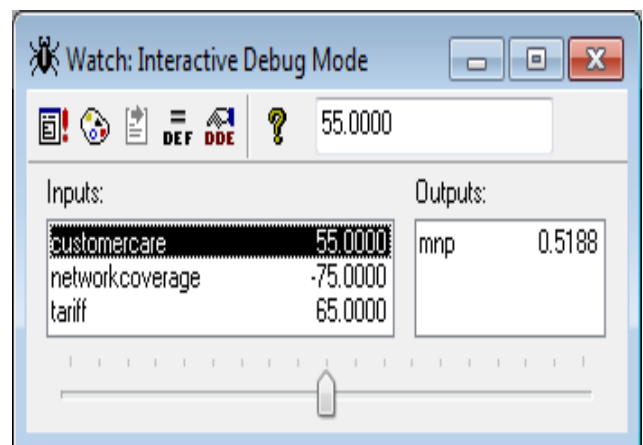 Watch: Interactive Debug Mode
DEF DDE 55.0000
Inputs: Outputs:
customercare 55.0000 mnp 0.5188
networkcoverage -75.0000
tariff 65.0000